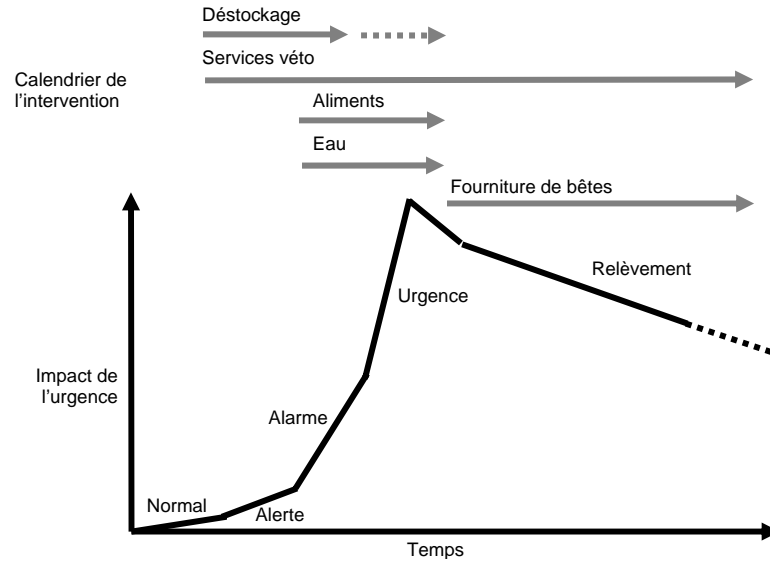 Déstockage
Services véto
Calendrier de
l'intervention
Aliments
Eau
Fourniture de bêtes
Relèvement
Urgence
Impact de
l'urgence
Alarme
Normal
Alerte
Temps